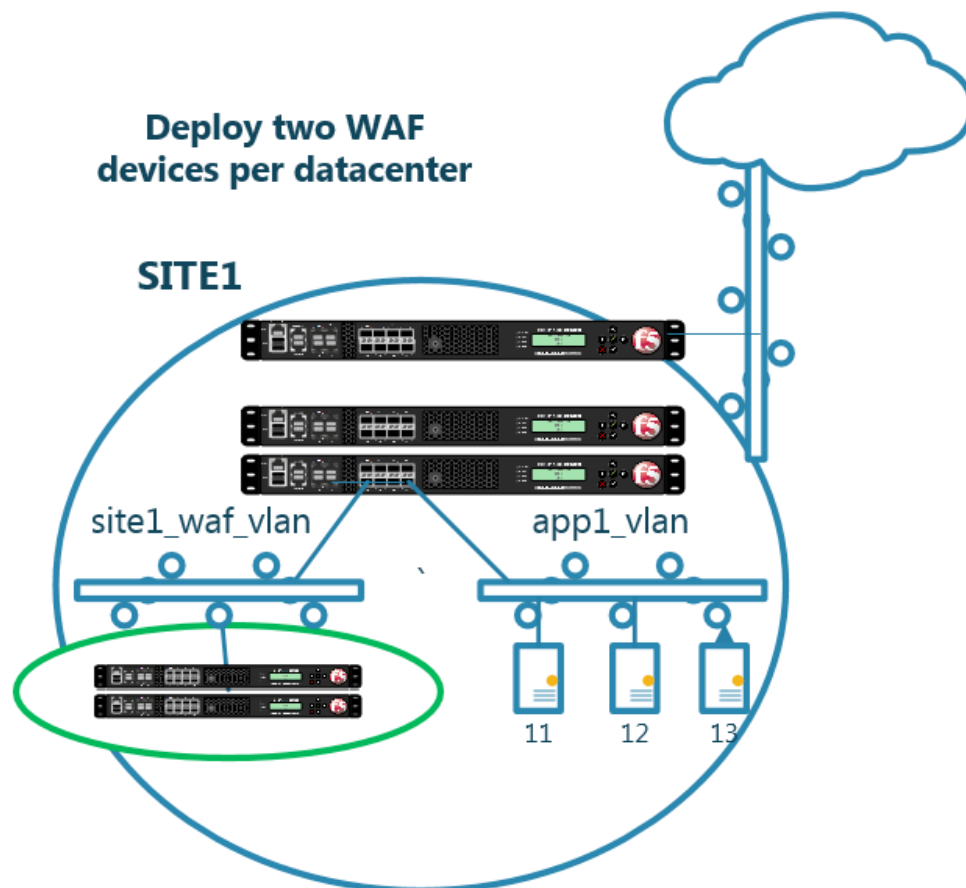 Deploy two WAF
devices per datacenter
SITE1
site1_waf_vlan
app1_vlan
`
11
12
13